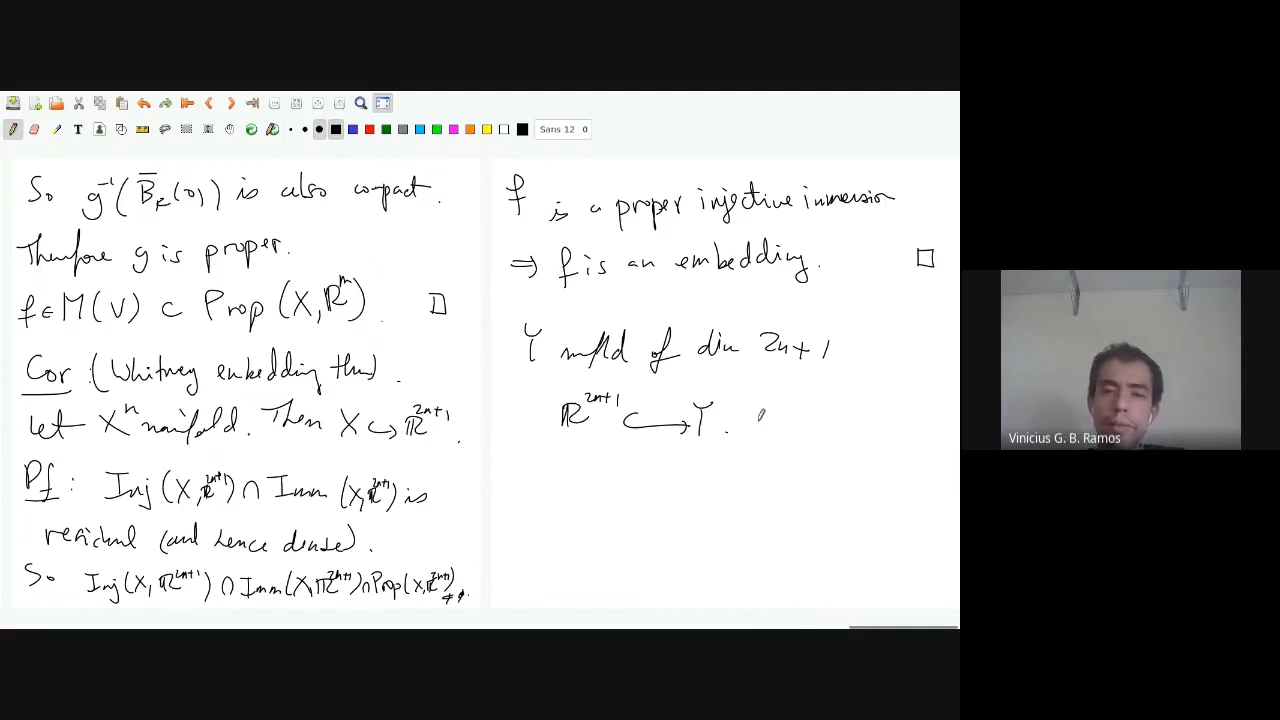 Sans 12 0
So g⁻¹(B̅_R(0)) is also compact.
Therefore g is proper.
f ∈ M(V) ⊂ Prop(X, ℝᵐ). □
Cor (Whitney embedding thm).
Let Xⁿ manifold. Then X ↪ ℝ²ⁿ⁺¹.
Pf: Inj(X, ℝ²ⁿ⁺¹) ∩ Imm(X, ℝ²ⁿ⁺¹) is
residual (and hence dense).
So Inj(X, ℝ²ⁿ⁺¹) ∩ Imm(X, ℝ²ⁿ⁺¹) ∩ Prop(X, ℝ²ⁿ⁺¹) ≠ ∅.
f is a proper injective immersion
⇒ f is an embedding. □
Y mfld of dim 2n+1
ℝ²ⁿ⁺¹ ↪ Y.
Vinicius G. B. Ramos